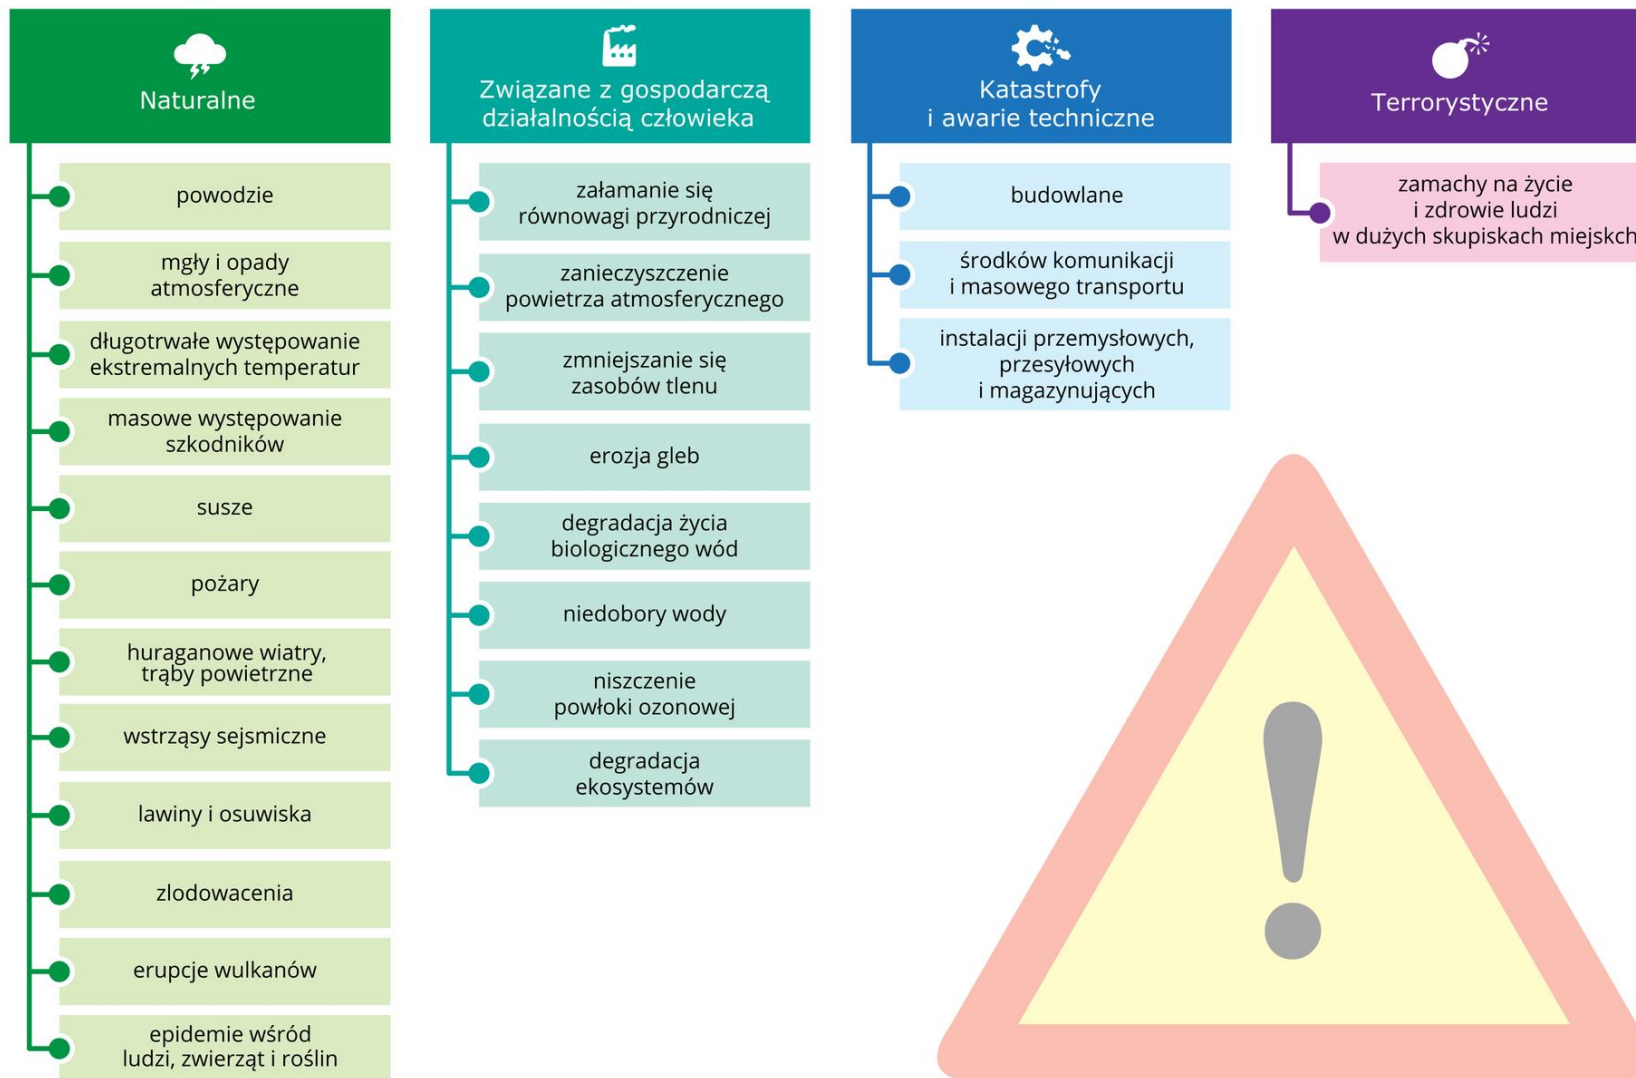 Naturalne
powodzie
mgły i opady
atmosferyczne
długotrwałe występowanie
ekstremalnych temperatur
masowe występowanie
szkodników
susze
pożary
huraganowe wiatry,
trąby powietrzne
wstrząsy sejsmiczne
lawiny i osuwiska
zlodowacenia
erupcje wulkanów
epidemie wśród
ludzi, zwierząt i roślin
Związane z gospodarczą
działalnością człowieka
załamanie się
równowagi przyrodniczej
zanieczyszczenie
powietrza atmosferycznego
zmniejszanie się
zasobów tlenu
erozja gleb
degradacja życia
biologicznego wód
niedobory wody
niszczenie
powłoki ozonowej
degradacja
ekosystemów
Katastrofy
i awarie techniczne
budowlane
środków komunikacji
i masowego transportu
instalacji przemysłowych,
przesyłowych
i magazynujących
Terrorystyczne
zamachy na życie
i zdrowie ludzi
w dużych skupiskach miejskch
!